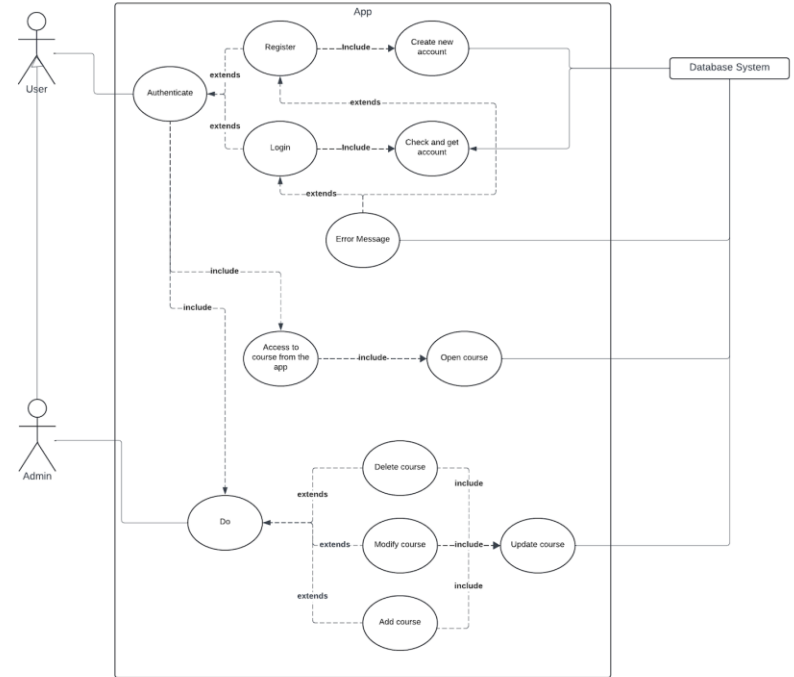 App
User
Register
Include
Create new
account
Database System
extends
Authenticate
extends
extends
Login
Include
Check and get
account
extends
Error Message
include
include
Access to
course from the
app
include
Open course
Admin
Delete course
include
extends
Do
extends
Modify course
include
Update course
include
extends
Add course